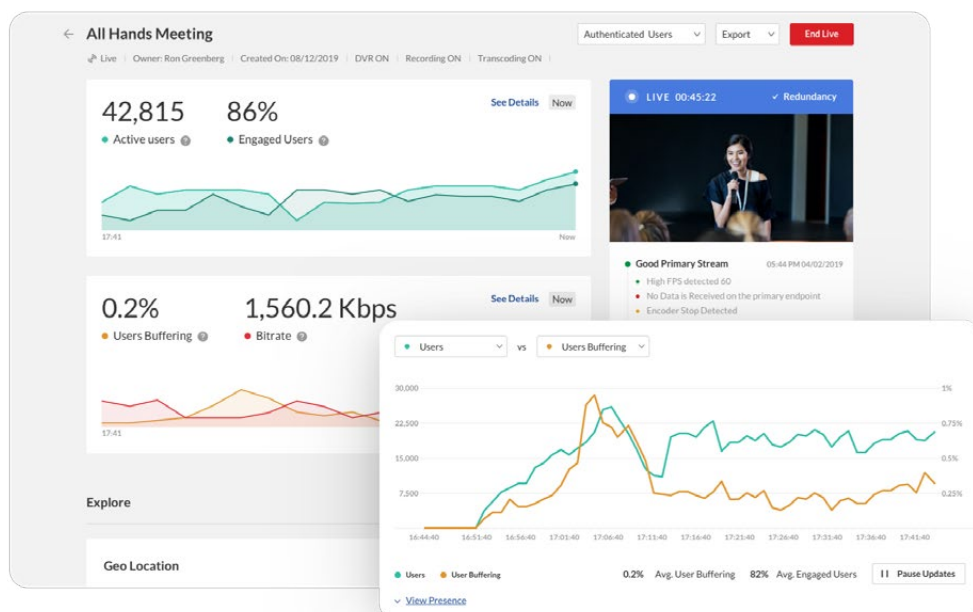 ← All Hands Meeting
Authenticated Users
Export
End Live
Live | Owner: Ron Greenberg | Created On: 08/12/2019 | DVR ON | Recording ON | Transcoding ON |
42,815 86%
See Details Now
Active users ? Engaged Users ?
17:41 Now
LIVE 00:45:22 ✓ Redundancy
Good Primary Stream 05:44 PM 04/02/2019
High FPS detected 60
No Data is Received on the primary endpoint
Encoder Stop Detected
0.2% 1,560.2 Kbps
See Details Now
Users Buffering ? Bitrate ?
17:41
Explore
Geo Location
Users vs Users Buffering
30,000 1%
22,500 0.75%
15,000 0.5%
7,500 0.25%
16:44:40 16:51:40 16:56:40 17:01:40 17:06:40 17:11:40 17:16:40 17:21:40 17:26:40 17:31:40 17:36:40 17:41:40
Users User Buffering
0.2% Avg. User Buffering 82% Avg. Engaged Users
Pause Updates
View Presence